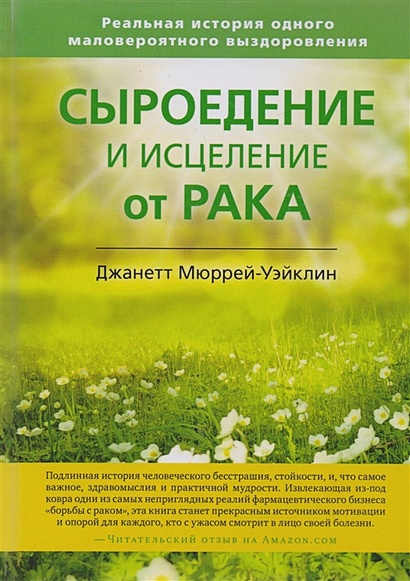 Реальная история одного
маловероятного выздоровления
СЫРОЕДЕНИЕ
И ИСЦЕЛЕНИЕ
от РАКА
Джанетт Мюррей-Уэйклин
Подлинная история человеческого бесстрашия, стойкости, и, что самое
важное, здравомыслия и практичной мудрости. Извлекающая из-под
ковра одни из самых неприглядных реалий фармацевтического бизнеса
«борьбы с раком», эта книга станет прекрасным источником мотивации
и опорой для каждого, кто с ужасом смотрит в лицо своей болезни.
—Читательский отзыв на Amazon.com